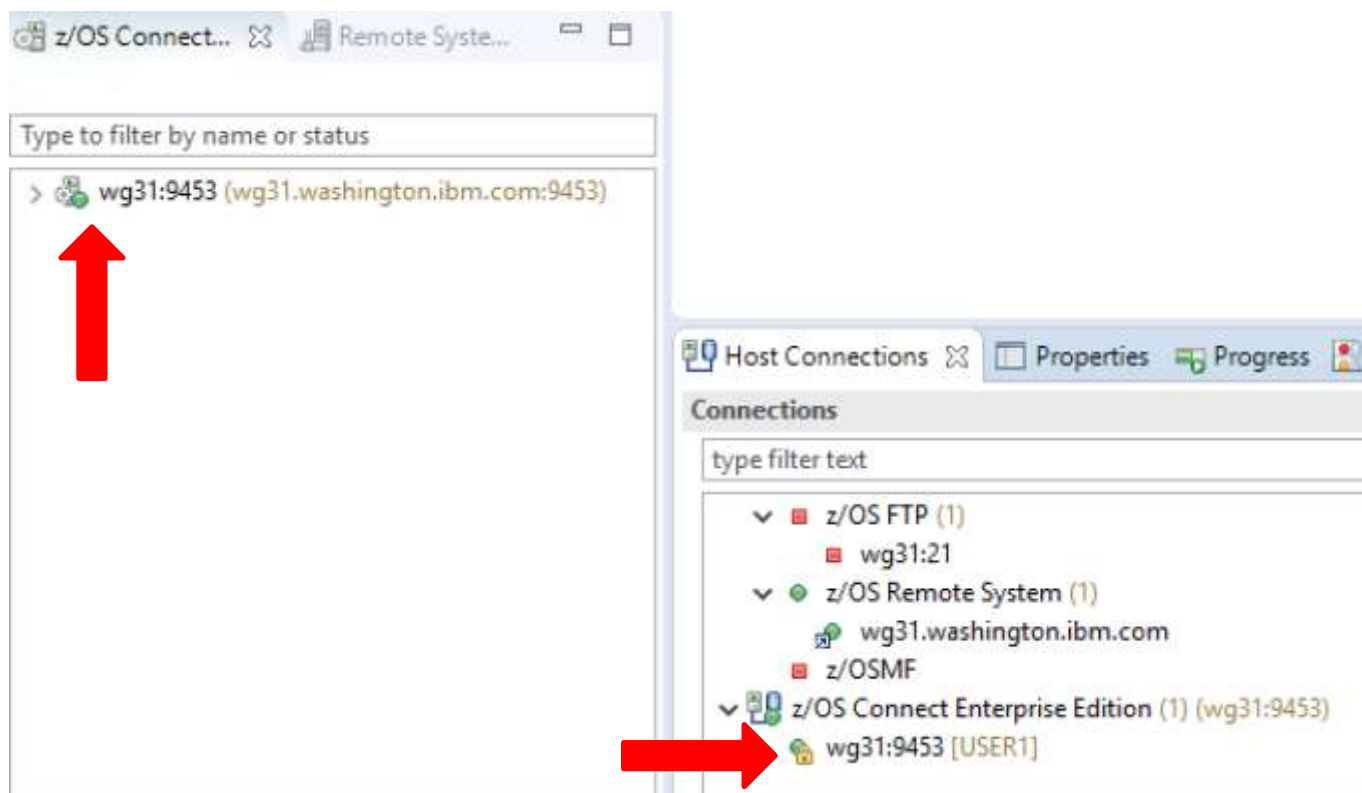 z/OS Connect... Remote Syste...
Type to filter by name or status
wg31:9453 (wg31.washington.ibm.com:9453)
Host Connections Properties Progress
Connections
type filter text
z/OS FTP (1)
wg31:21
z/OS Remote System (1)
wg31.washington.ibm.com
z/OSMF
z/OS Connect Enterprise Edition (1) (wg31:9453)
wg31:9453 [USER1]